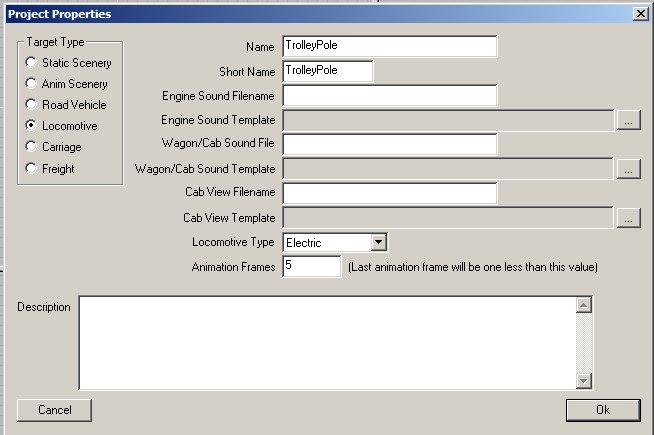 Project Properties
Target Type
Static Scenery
Anim Scenery
Road Vehicle
Locomotive
Carriage
Freight
Name TrolleyPole
Short Name TrolleyPole
Engine Sound Filename
Engine Sound Template ...
Wagon/Cab Sound File
Wagon/Cab Sound Template ...
Cab View Filename
Cab View Template ...
Locomotive Type Electric
Animation Frames 5 (Last animation frame will be one less than this value)
Description
Cancel Ok